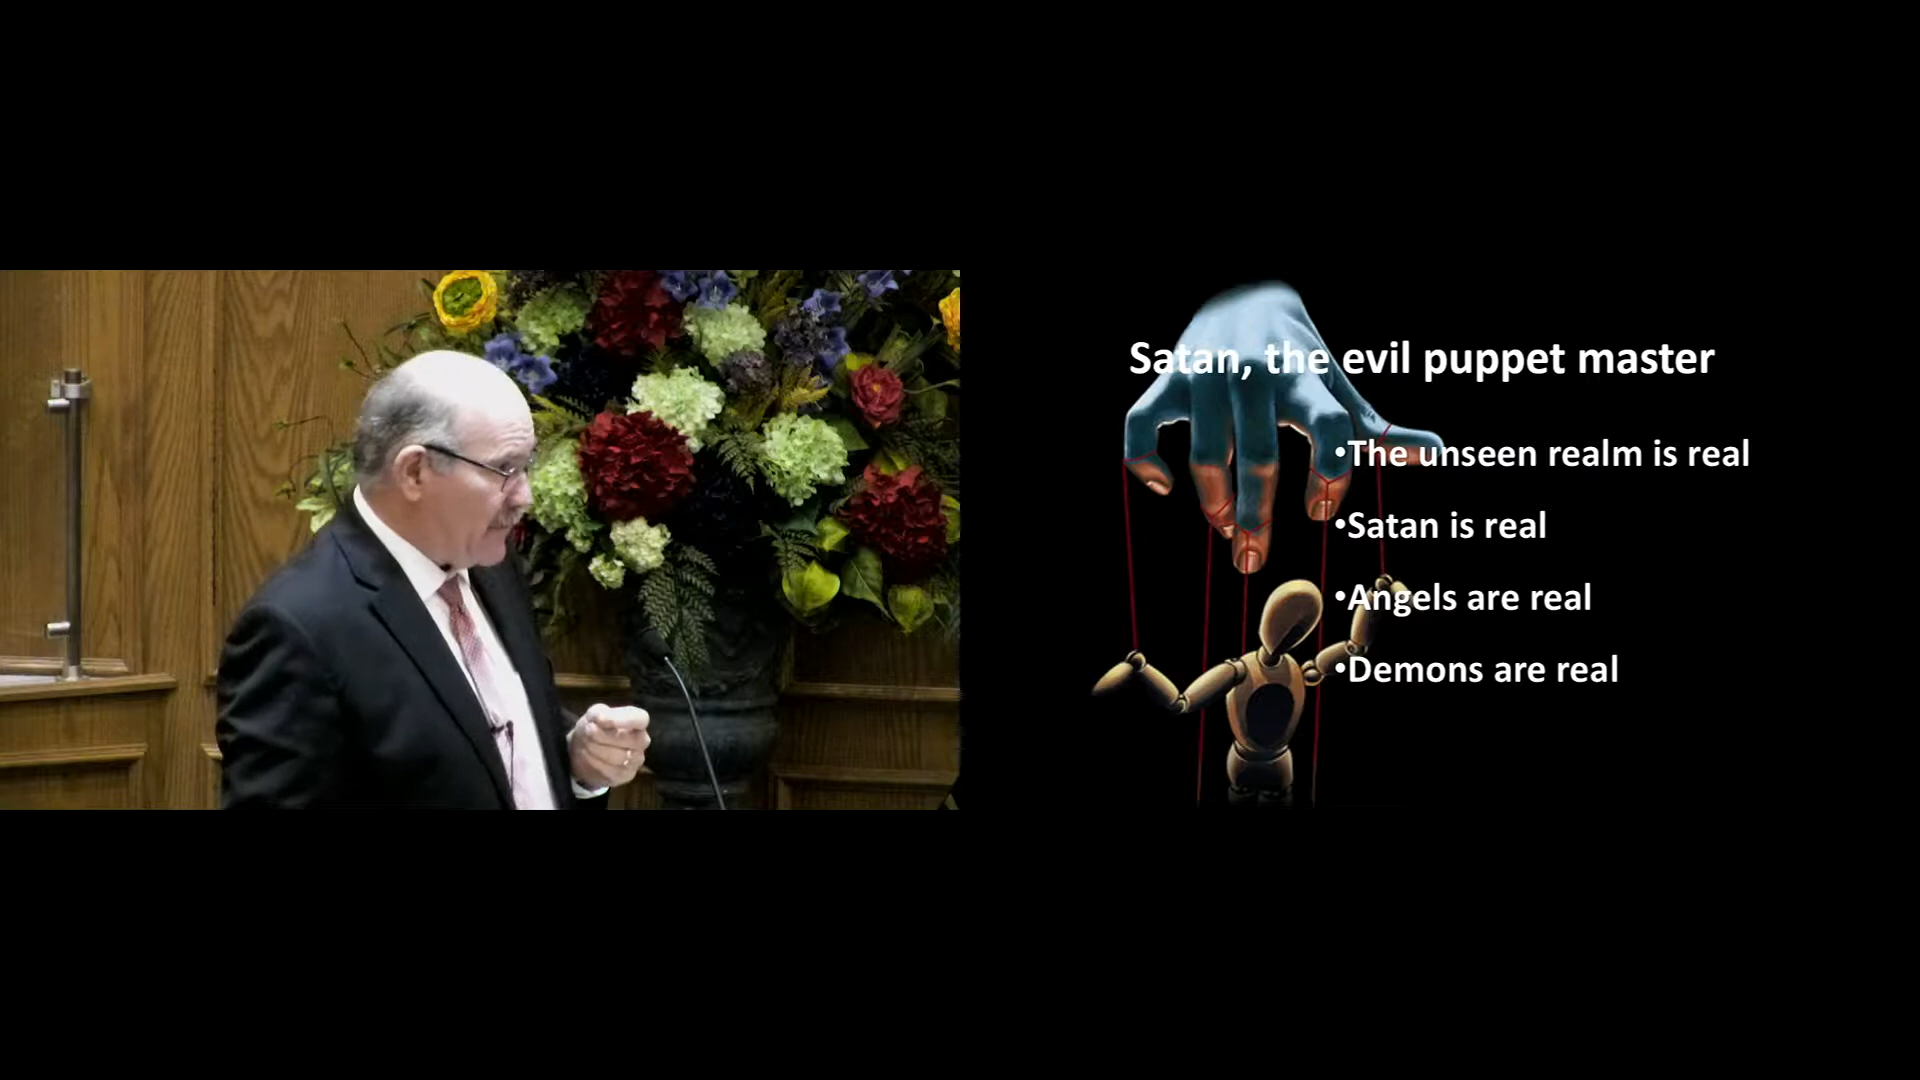 Satan, the evil puppet master
•The unseen realm is real
•Satan is real
•Angels are real
•Demons are real